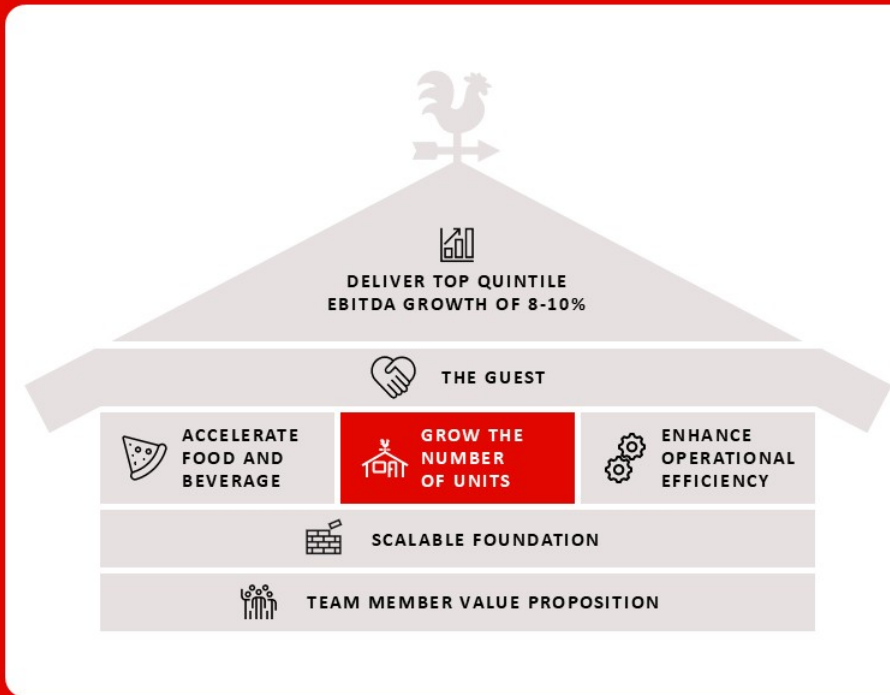 DELIVER TOP QUINTILE
EBITDA GROWTH OF 8-10%
THE GUEST
ACCELERATE
FOOD AND
BEVERAGE
GROW THE
NUMBER
OF UNITS
ENHANCE
OPERATIONAL
EFFICIENCY
SCALABLE FOUNDATION
TEAM MEMBER VALUE PROPOSITION